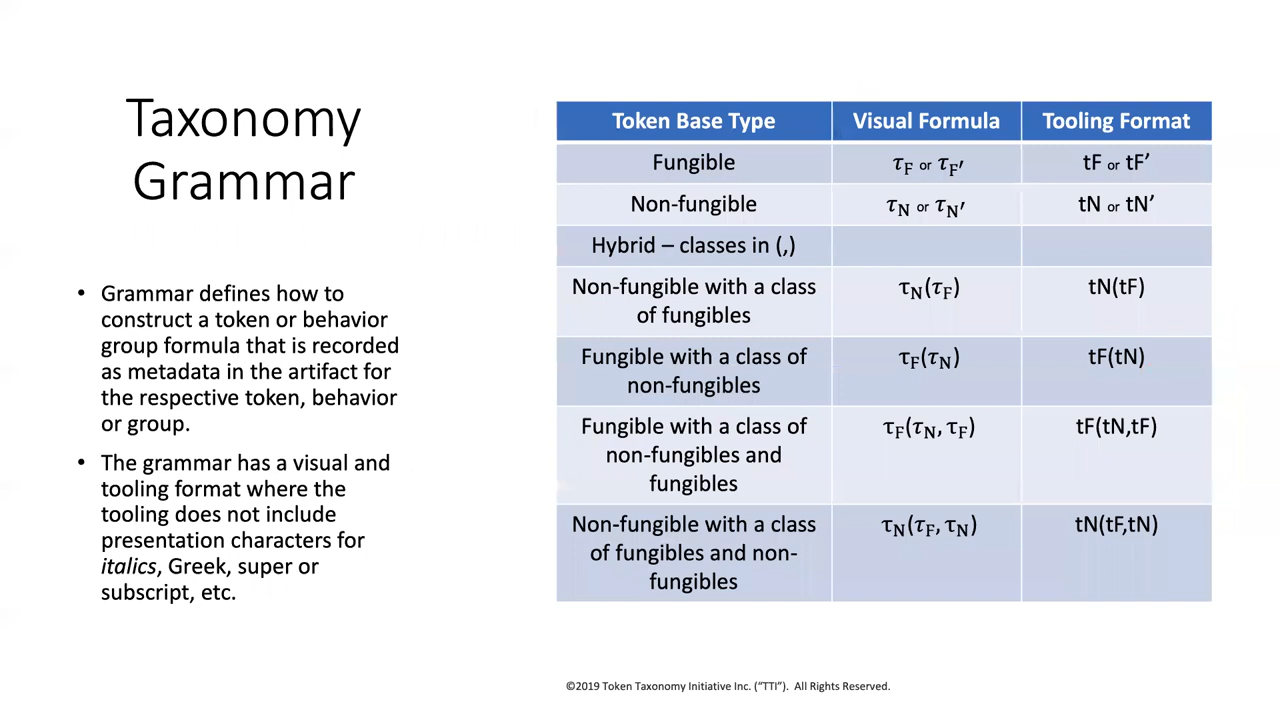 Taxonomy
Grammar
• Grammar defines how to
construct a token or behavior
group formula that is recorded
as metadata in the artifact for
the respective token, behavior
or group.
• The grammar has a visual and
tooling format where the
tooling does not include
presentation characters for
italics, Greek, super or
subscript, etc.
Token Base Type Visual Formula Tooling Format
Fungible τF or τF′ tF or tF’
Non-fungible τN or τN′ tN or tN’
Hybrid – classes in (,)
Non-fungible with a class τN(τF) tN(tF)
of fungibles
Fungible with a class of τF(τN) tF(tN)
non-fungibles
Fungible with a class of τF(τN, τF) tF(tN,tF)
non-fungibles and
fungibles
Non-fungible with a class τN(τF, τN) tN(tF,tN)
of fungibles and non-
fungibles
©2019 Token Taxonomy Initiative Inc. (“TTI”). All Rights Reserved.